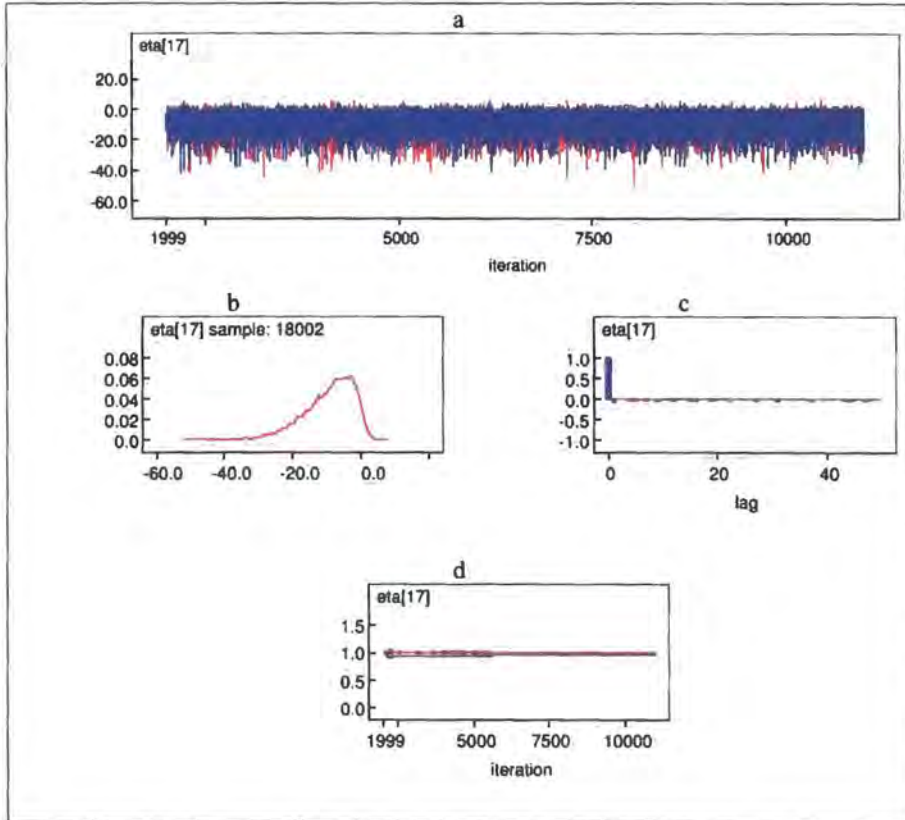 a
eta[17]
20.0
0.0
-20.0
-40.0
-60.0
1999 5000 7500 10000
iteration
b
eta[17] sample: 18002
0.08
0.06
0.04
0.02
0.0
-60.0 -40.0 -20.0 0.0
c
eta[17]
1.0
0.5
0.0
-0.5
-1.0
0 20 40
lag
d
eta[17]
1.5
1.0
0.5
0.0
1999 5000 7500 10000
iteration